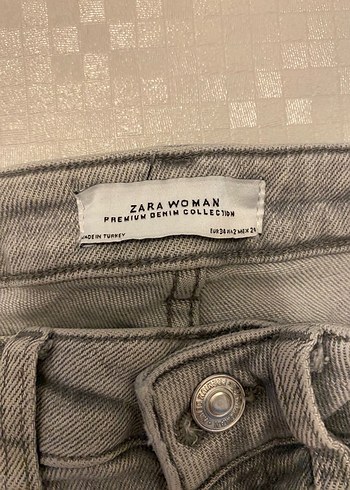 ZARA WOMAN
PREMIUM DENIM COLLECTION
MADE IN TURKEY
EUR 34 USA 2 MEX 24